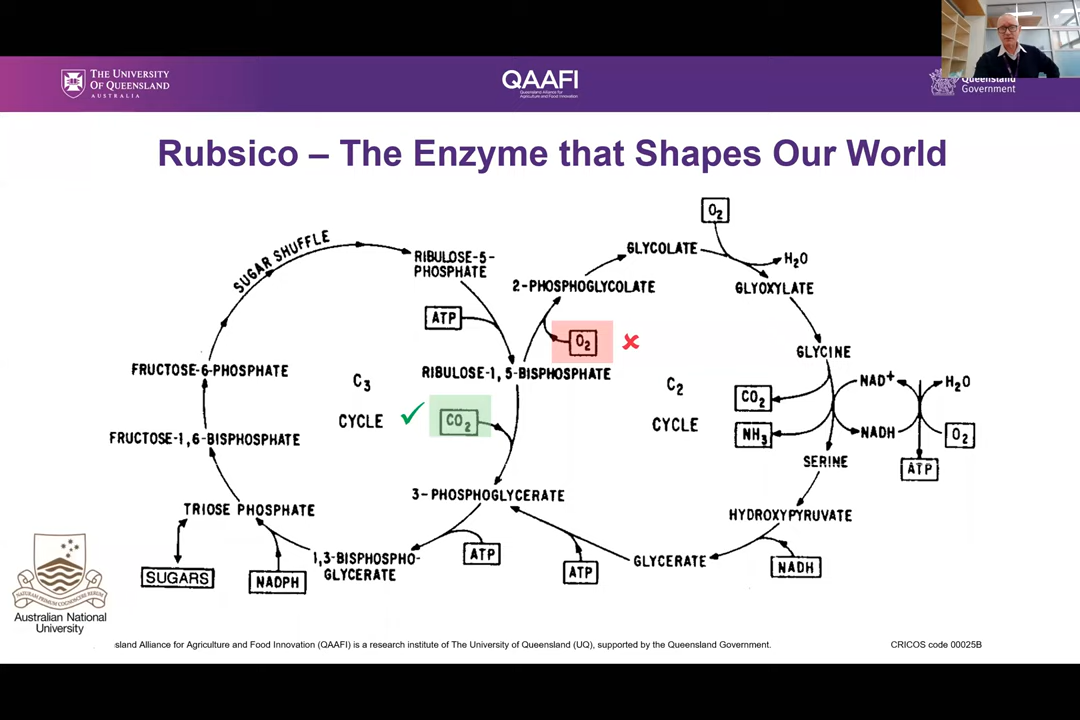 THE UNIVERSITY
OF QUEENSLAND
AUSTRALIA
QAAFI
Queensland Alliance for
Agriculture and Food Innovation
Queensland
Government
Rubsico – The Enzyme that Shapes Our World
O2
SUGAR SHUFFLE
RIBULOSE-5-
PHOSPHATE
GLYCOLATE
H2O
2-PHOSPHOGLYCOLATE
GLYOXYLATE
ATP
O2
✗
GLYCINE
FRUCTOSE-6-PHOSPHATE
RIBULOSE-1,5-BISPHOSPHATE
C3
CYCLE
✓
CO2
C2
CYCLE
CO2
NAD+
H2O
FRUCTOSE-1,6-BISPHOSPHATE
NH3
NADH
O2
SERINE
ATP
3-PHOSPHOGLYCERATE
TRIOSE PHOSPHATE
HYDROXYPYRUVATE
1,3-BISPHOSPHO-
GLYCERATE
ATP
ATP
GLYCERATE
NADH
SUGARS
NADPH
NATURAM PRIMUM COGNOSCERE RERUM
Australian National
University
sland Alliance for Agriculture and Food Innovation (QAAFI) is a research institute of The University of Queensland (UQ), supported by the Queensland Government.
CRICOS code 00025B